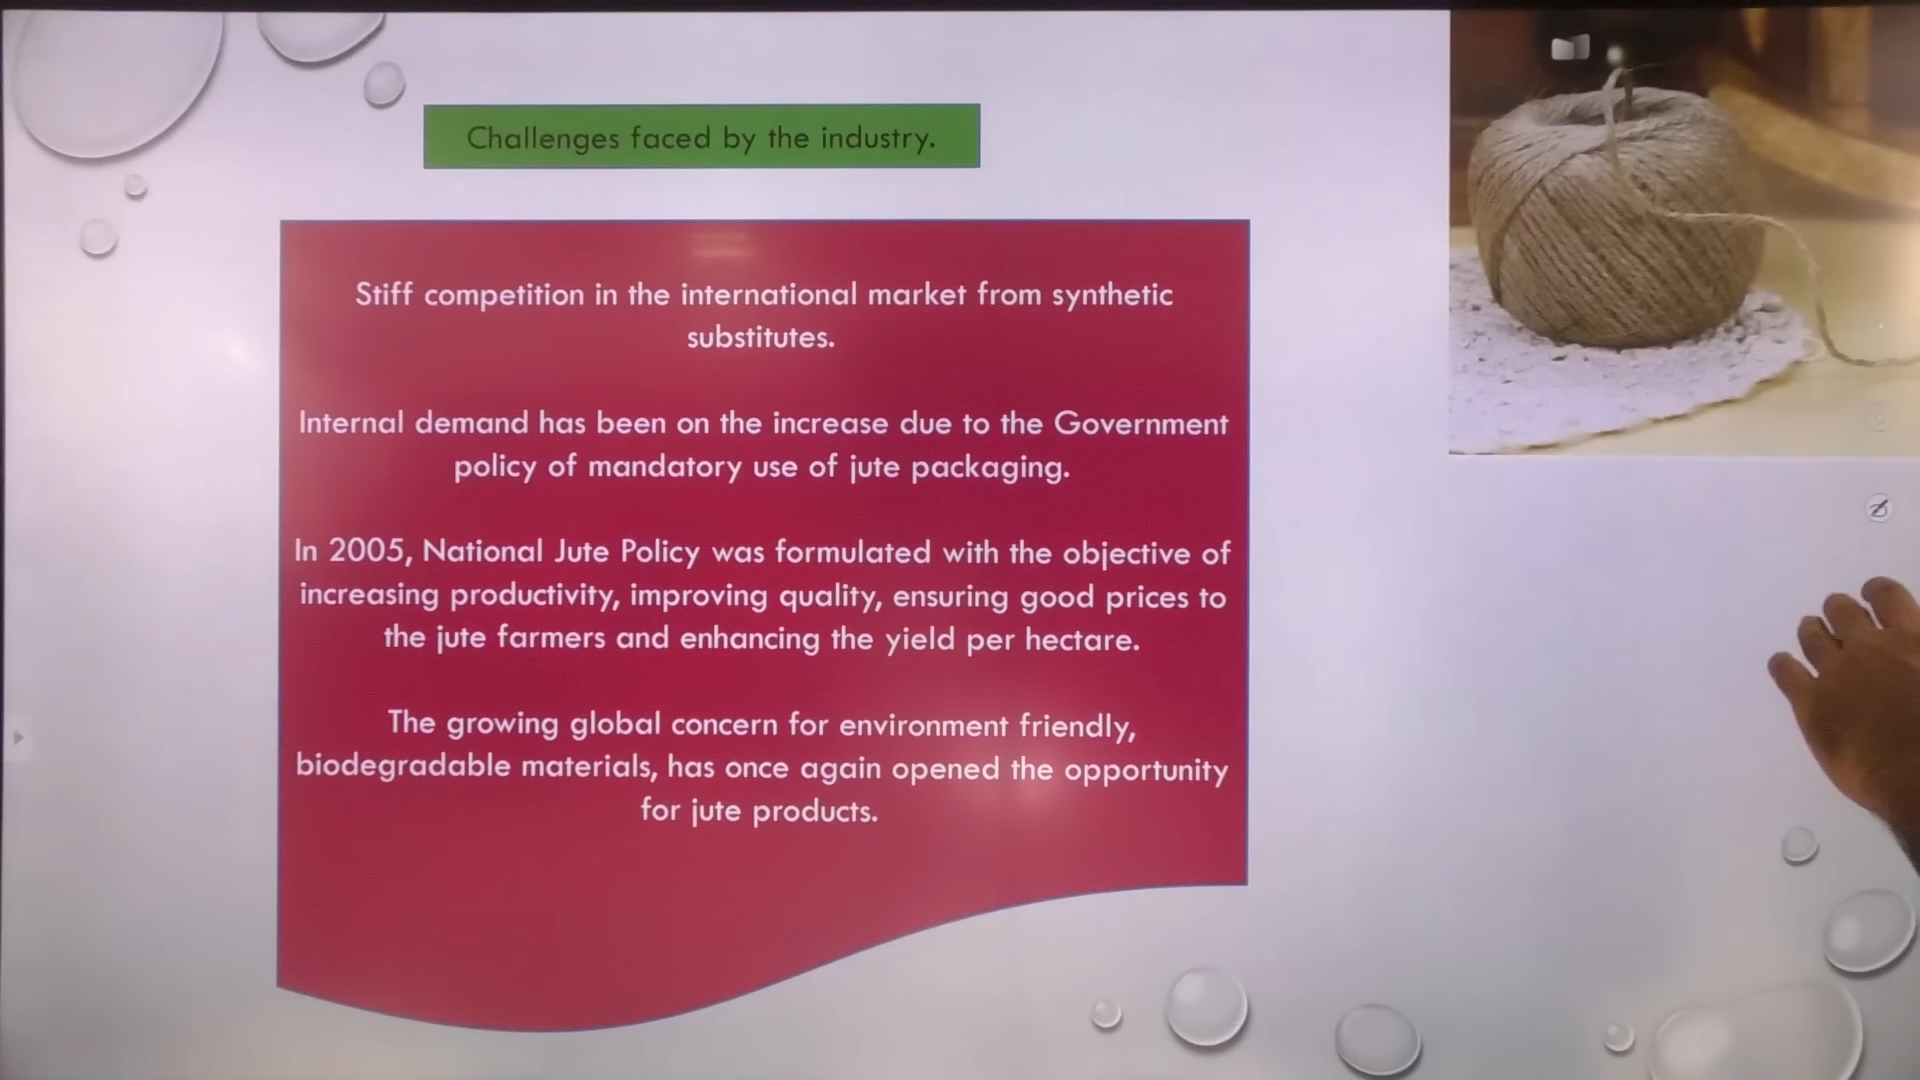 Challenges faced by the industry.
Stiff competition in the international market from synthetic
substitutes.
Internal demand has been on the increase due to the Government
policy of mandatory use of jute packaging.
In 2005, National Jute Policy was formulated with the objective of
increasing productivity, improving quality, ensuring good prices to
the jute farmers and enhancing the yield per hectare.
The growing global concern for environment friendly,
biodegradable materials, has once again opened the opportunity
for jute products.